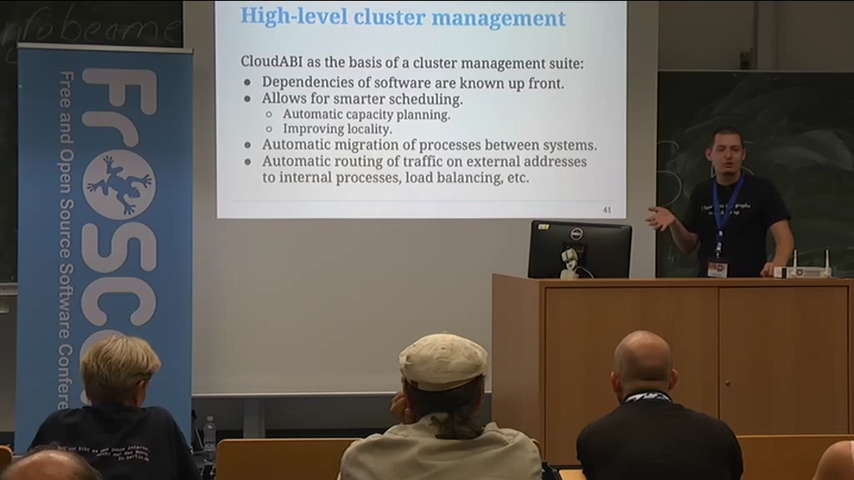 High-level cluster management
CloudABI as the basis of a cluster management suite:
● Dependencies of software are known up front.
● Allows for smarter scheduling.
○ Automatic capacity planning.
○ Improving locality.
● Automatic migration of processes between systems.
● Automatic routing of traffic on external addresses
to internal processes, load balancing, etc.
41
FrOSCo
Free and Open Source Software Confere
DELL